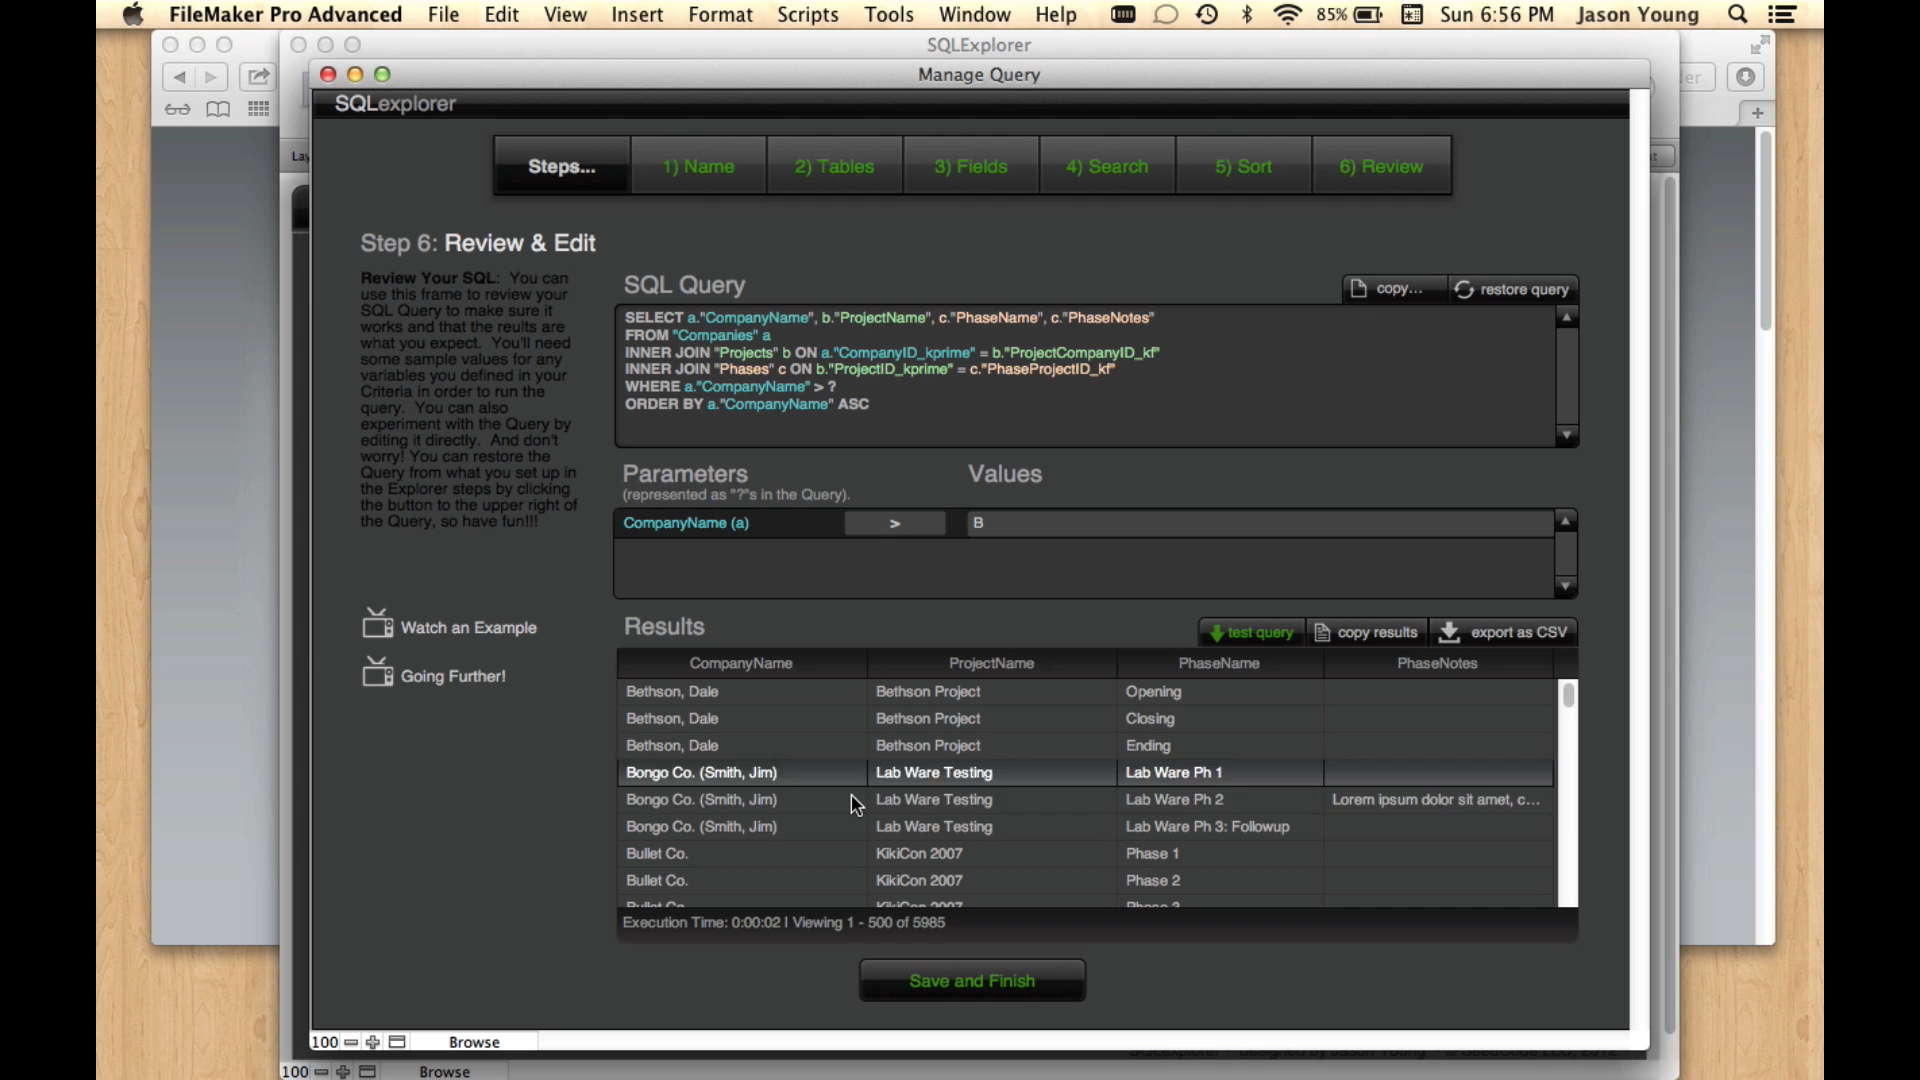 FileMaker Pro Advanced File Edit View Insert Format Scripts Tools Window Help 85% Sun 6:56 PM Jason Young
SQLExplorer
Manage Query
SQLexplorer
Steps... 1) Name 2) Tables 3) Fields 4) Search 5) Sort 6) Review
Step 6: Review & Edit
Review Your SQL: You can
use this frame to review your
SQL Query to make sure it
works and that the reults are
what you expect. You'll need
some sample values for any
variables you defined in your
Criteria in order to run the
query. You can also
experiment with the Query by
editing it directly. And don't
worry! You can restore the
Query from what you set up in
the Explorer steps by clicking
the button to the upper right of
the Query, so have fun!!!
Watch an Example
Going Further!
SQL Query
copy... restore query
SELECT a."CompanyName", b."ProjectName", c."PhaseName", c."PhaseNotes"
FROM "Companies" a
INNER JOIN "Projects" b ON a."CompanyID_kprime" = b."ProjectCompanyID_kf"
INNER JOIN "Phases" c ON b."ProjectID_kprime" = c."PhaseProjectID_kf"
WHERE a."CompanyName" > ?
ORDER BY a."CompanyName" ASC
Parameters Values
(represented as "?"s in the Query).
CompanyName (a) > B
Results
test query copy results export as CSV
CompanyName ProjectName PhaseName PhaseNotes
Bethson, Dale Bethson Project Opening
Bethson, Dale Bethson Project Closing
Bethson, Dale Bethson Project Ending
Bongo Co. (Smith, Jim) Lab Ware Testing Lab Ware Ph 1
Bongo Co. (Smith, Jim) Lab Ware Testing Lab Ware Ph 2 Lorem ipsum dolor sit amet, c...
Bongo Co. (Smith, Jim) Lab Ware Testing Lab Ware Ph 3: Followup
Bullet Co. KikiCon 2007 Phase 1
Bullet Co. KikiCon 2007 Phase 2
Bullet Co. KikiCon 2007 Phase 3
Execution Time: 0:00:02 | Viewing 1 - 500 of 5985
Save and Finish
100 Browse
100 Browse